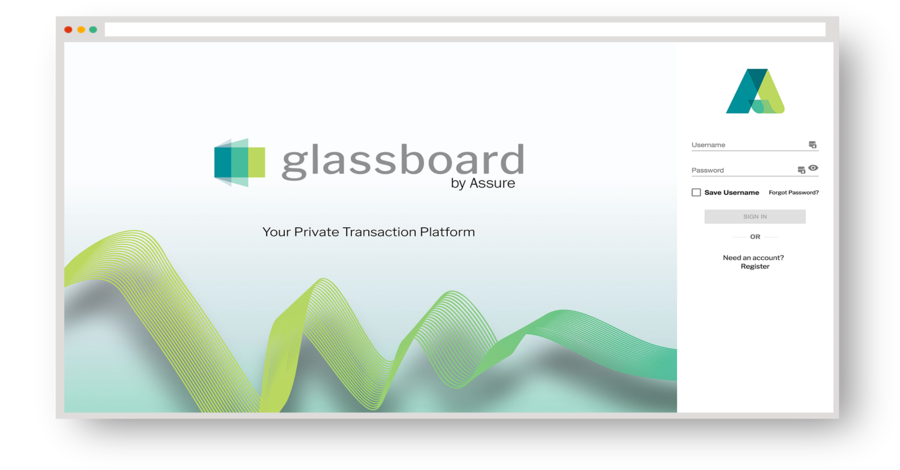 glassboard
by Assure
Your Private Transaction Platform
Username
Password
Save Username Forgot Password?
SIGN IN
OR
Need an account?
Register